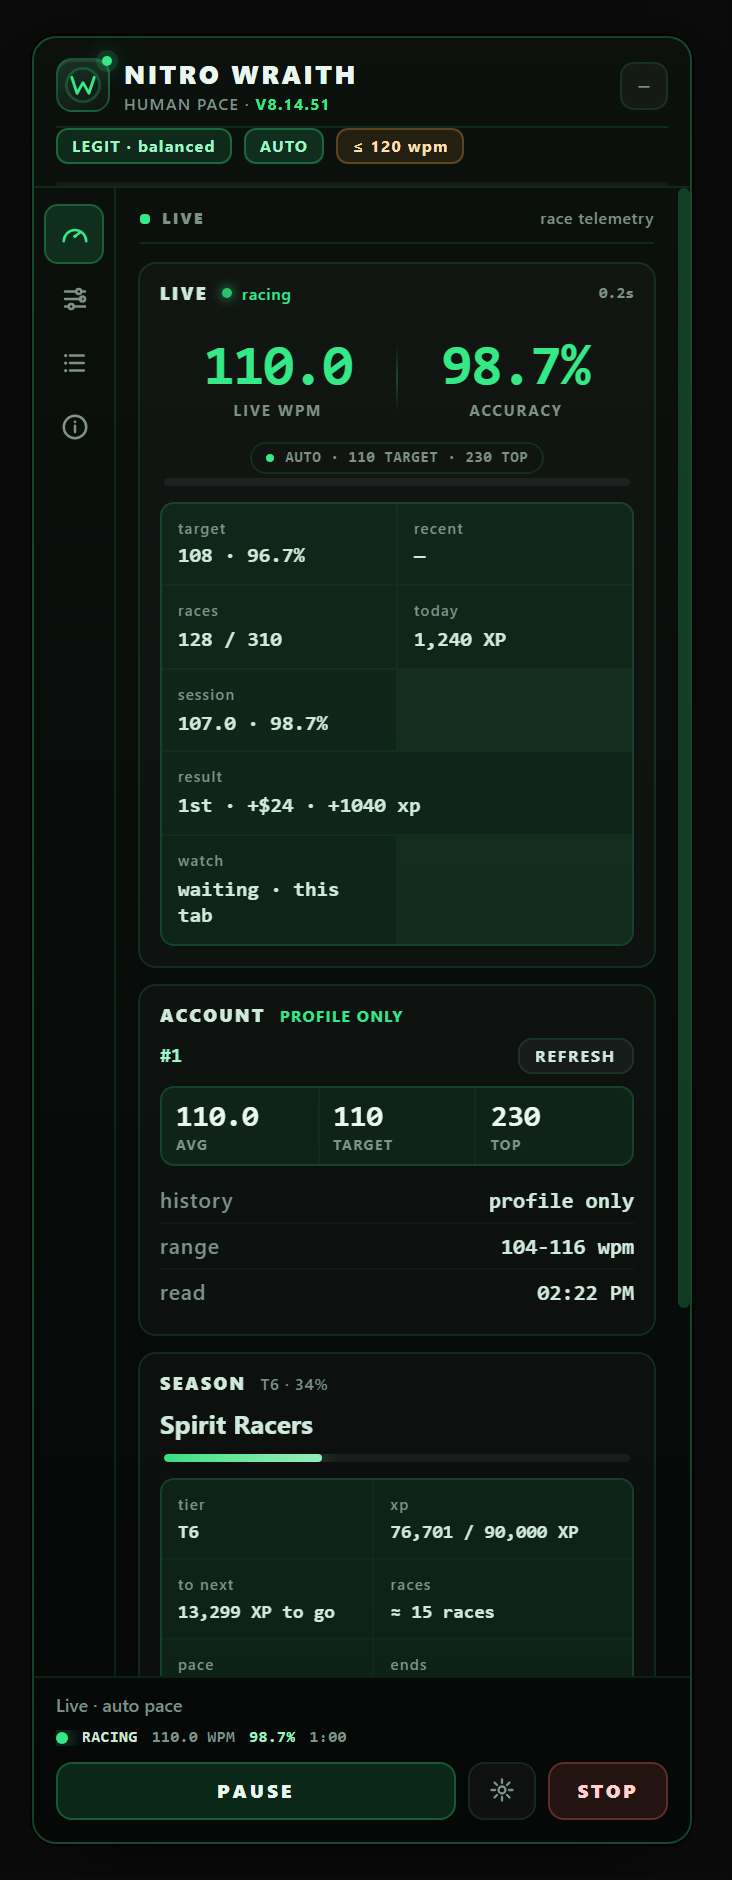 NITRO WRAITH
HUMAN PACE · V8.14.51
–
LEGIT · balanced
AUTO
≤ 120 wpm
LIVE
race telemetry
LIVE
racing
0.2s
110.0
98.7%
LIVE WPM
ACCURACY
AUTO · 110 TARGET · 230 TOP
target
recent
108 · 96.7%
—
races
today
128 / 310
1,240 XP
session
107.0 · 98.7%
result
1st · +$24 · +1040 xp
watch
waiting · this
tab
ACCOUNT
PROFILE ONLY
#1
REFRESH
110.0
110
230
AVG
TARGET
TOP
history
profile only
range
104-116 wpm
read
02:22 PM
SEASON
T6 · 34%
Spirit Racers
tier
xp
T6
76,701 / 90,000 XP
to next
races
13,299 XP to go
≈ 15 races
pace
ends
Live · auto pace
RACING
110.0 WPM
98.7%
1:00
PAUSE
STOP